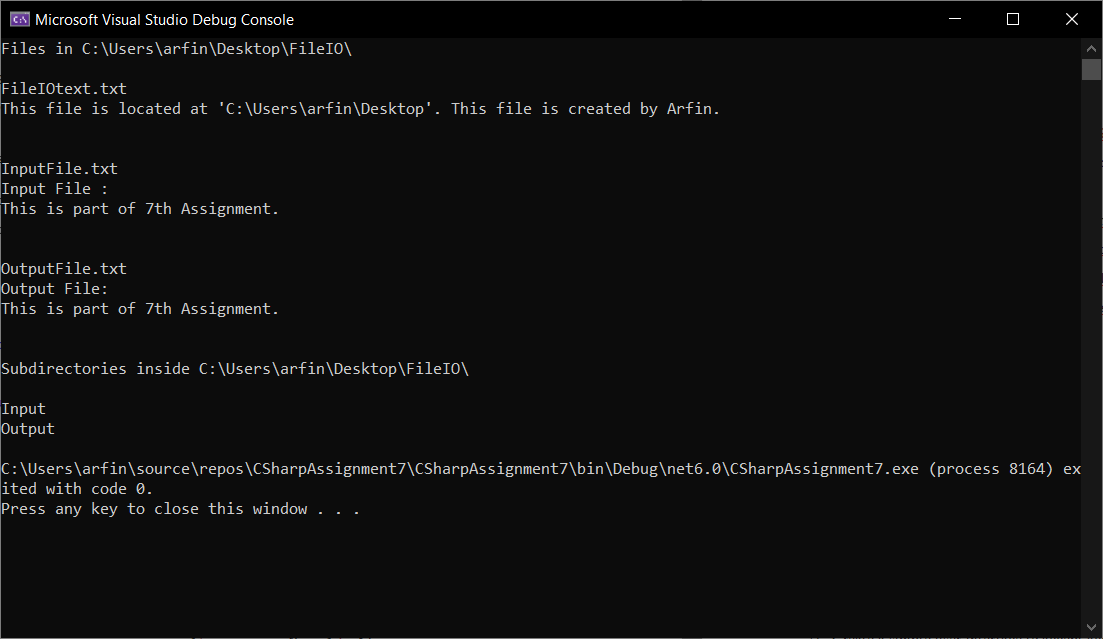 Microsoft Visual Studio Debug Console
Files in C:\Users\arfin\Desktop\FileIO\
FileIOtext.txt
This file is located at 'C:\Users\arfin\Desktop'. This file is created by Arfin.
InputFile.txt
Input File :
This is part of 7th Assignment.
OutputFile.txt
Output File:
This is part of 7th Assignment.
Subdirectories inside C:\Users\arfin\Desktop\FileIO\
Input
Output
C:\Users\arfin\source\repos\CSharpAssignment7\CSharpAssignment7\bin\Debug\net6.0\CSharpAssignment7.exe (process 8164) ex
ited with code 0.
Press any key to close this window . . .